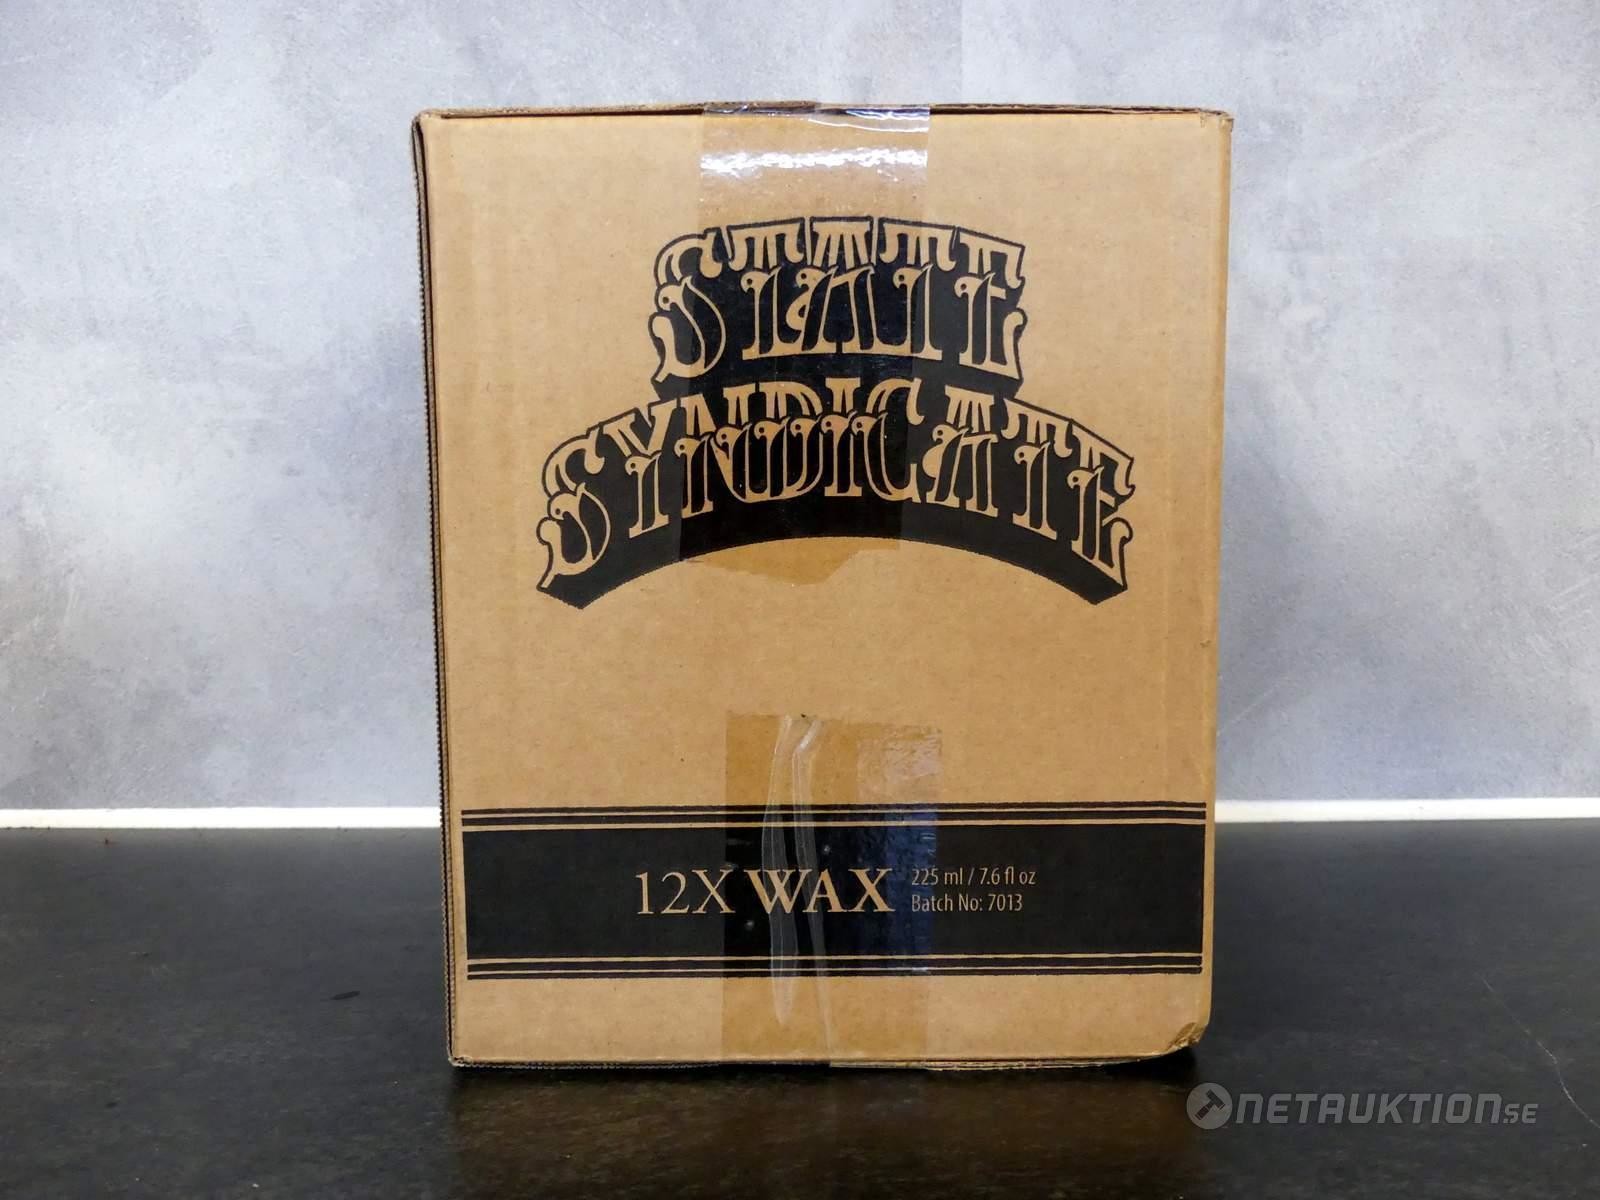 STATE
SYNDICATE
12X WAX
225 ml / 7.6 fl oz
Batch No: 7013
NETAUKTION.SE